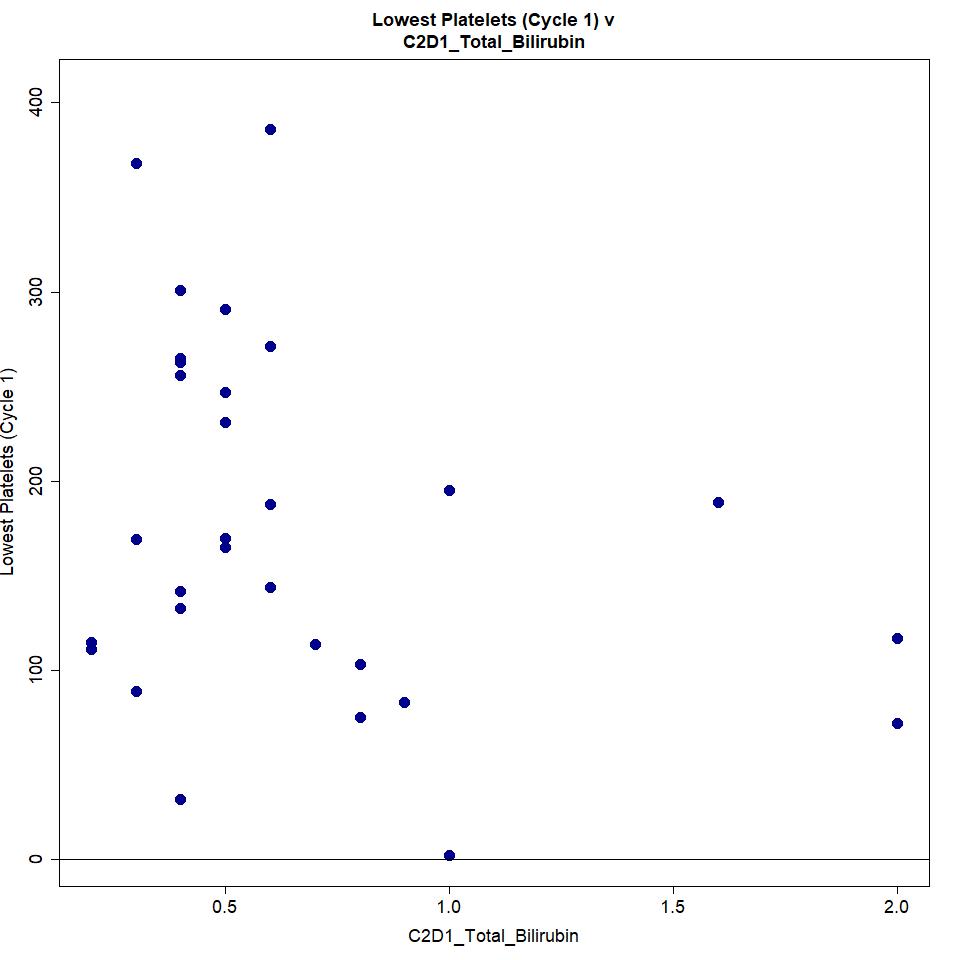 Lowest Platelets (Cycle 1) v
C2D1_Total_Bilirubin
400
300
200
100
0
Lowest Platelets (Cycle 1)
0.5 1.0 1.5 2.0
C2D1_Total_Bilirubin